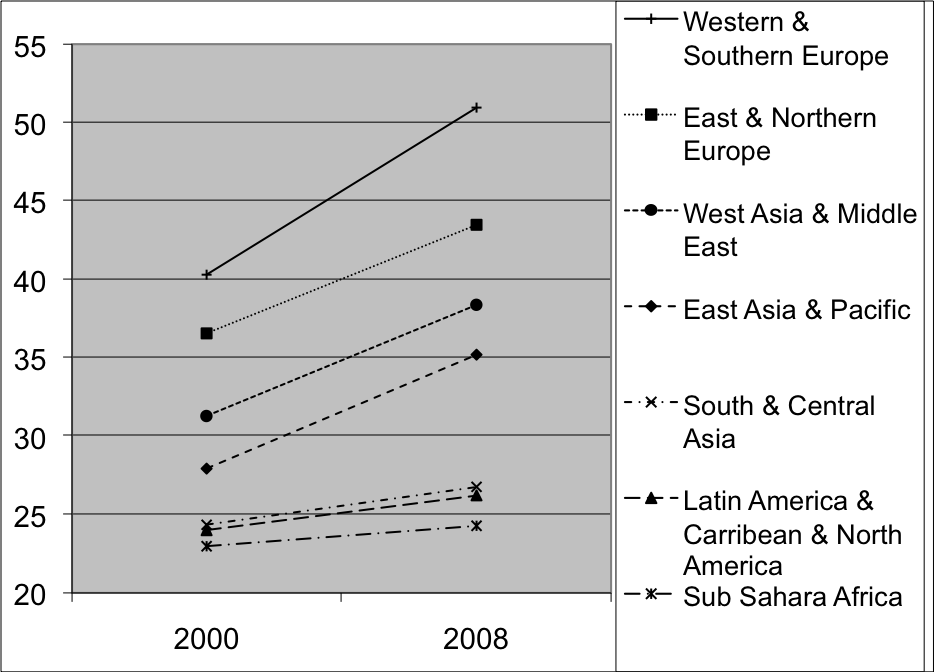 55
50
45
40
35
30
25
20
2000 2008
Western &
Southern Europe
East & Northern
Europe
West Asia & Middle
East
East Asia & Pacific
South & Central
Asia
Latin America &
Carribean & North
America
Sub Sahara Africa